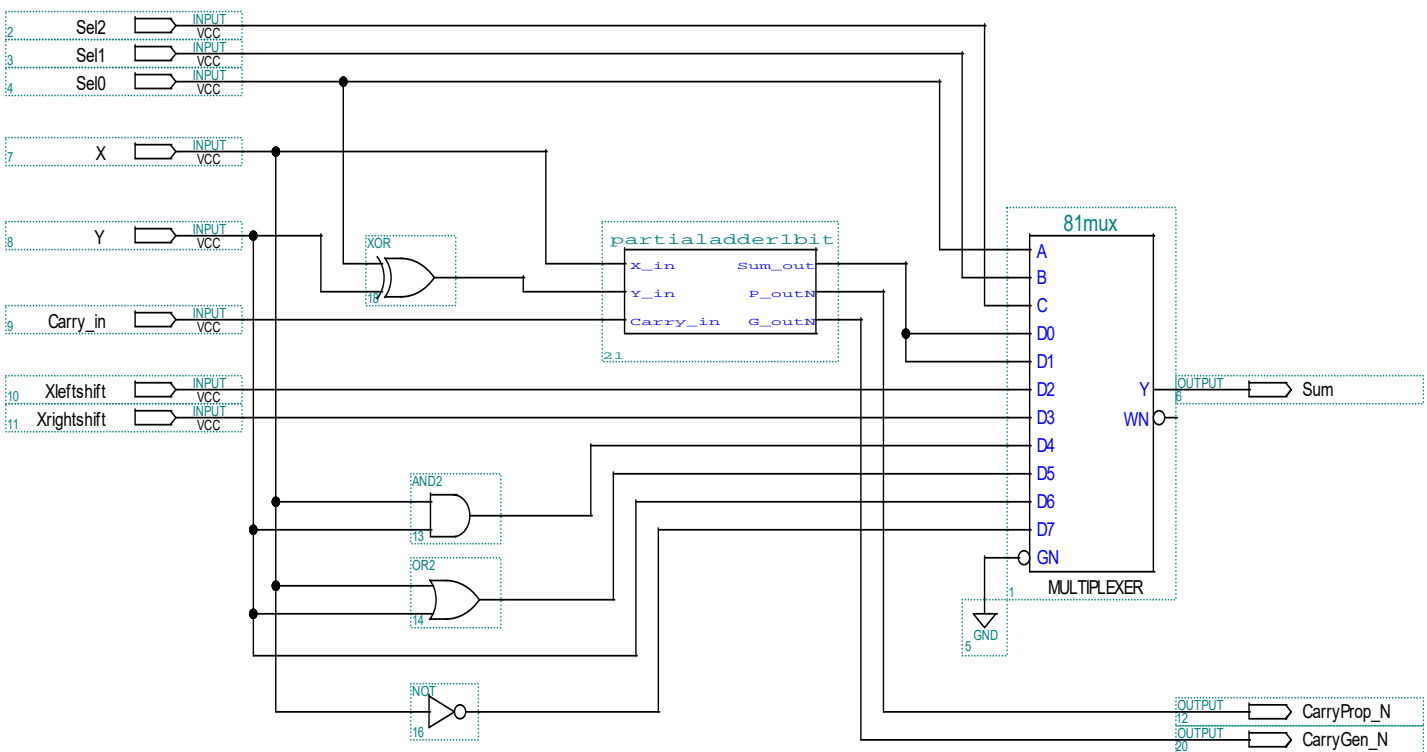 2 Sel2 INPUT VCC
3 Sel1 INPUT VCC
4 Sel0 INPUT VCC
7 X INPUT VCC
8 Y INPUT VCC
9 Carry_in INPUT VCC
10 Xleftshift INPUT VCC
11 Xrightshift INPUT VCC
XOR
18
partialadder1bit
X_in Sum_out
Y_in P_outN
Carry_in G_outN
21
81mux
A
B
C
D0
D1
D2 Y
D3 WN
D4
D5
D6
D7
GN
MULTIPLEXER
1
OUTPUT
6
Sum
AND2
13
OR2
14
NOT
16
GND
5
OUTPUT
12
CarryProp_N
OUTPUT
20
CarryGen_N